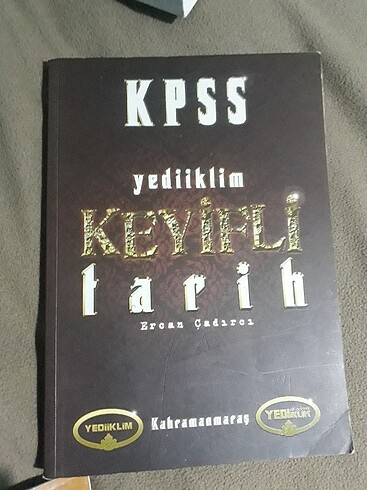 KPSS
yediiklim
KEYİFLİ
tarih
Ercan Çadırcı
YEDİİKLİM
Kahramanmaraş
YEDİİKLİM